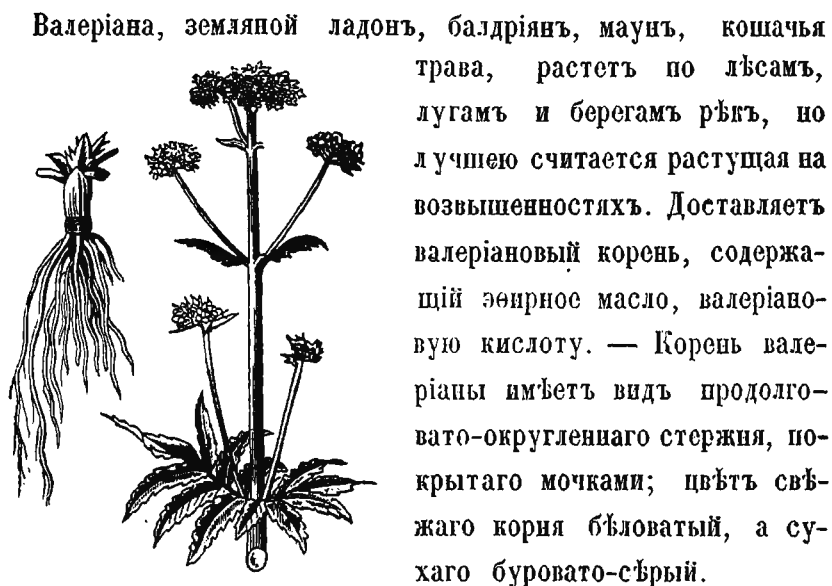 Валеріана, земляной ладонъ, балдріянъ, маунъ, кошачья
трава, растетъ по лѣсамъ,
лугамъ и берегамъ рѣкъ, но
лучшею считается растущая на
возвышенностяхъ. Доставляетъ
валеріановый корень, содержа-
щій эѳирное масло, валеріано-
вую кислоту. — Корень вале-
ріаны имѣетъ видъ продолго-
вато-округленнаго стержня, по-
крытаго мочками; цвѣтъ свѣ-
жаго корня бѣловатый, а су-
хаго буровато-сѣрый.